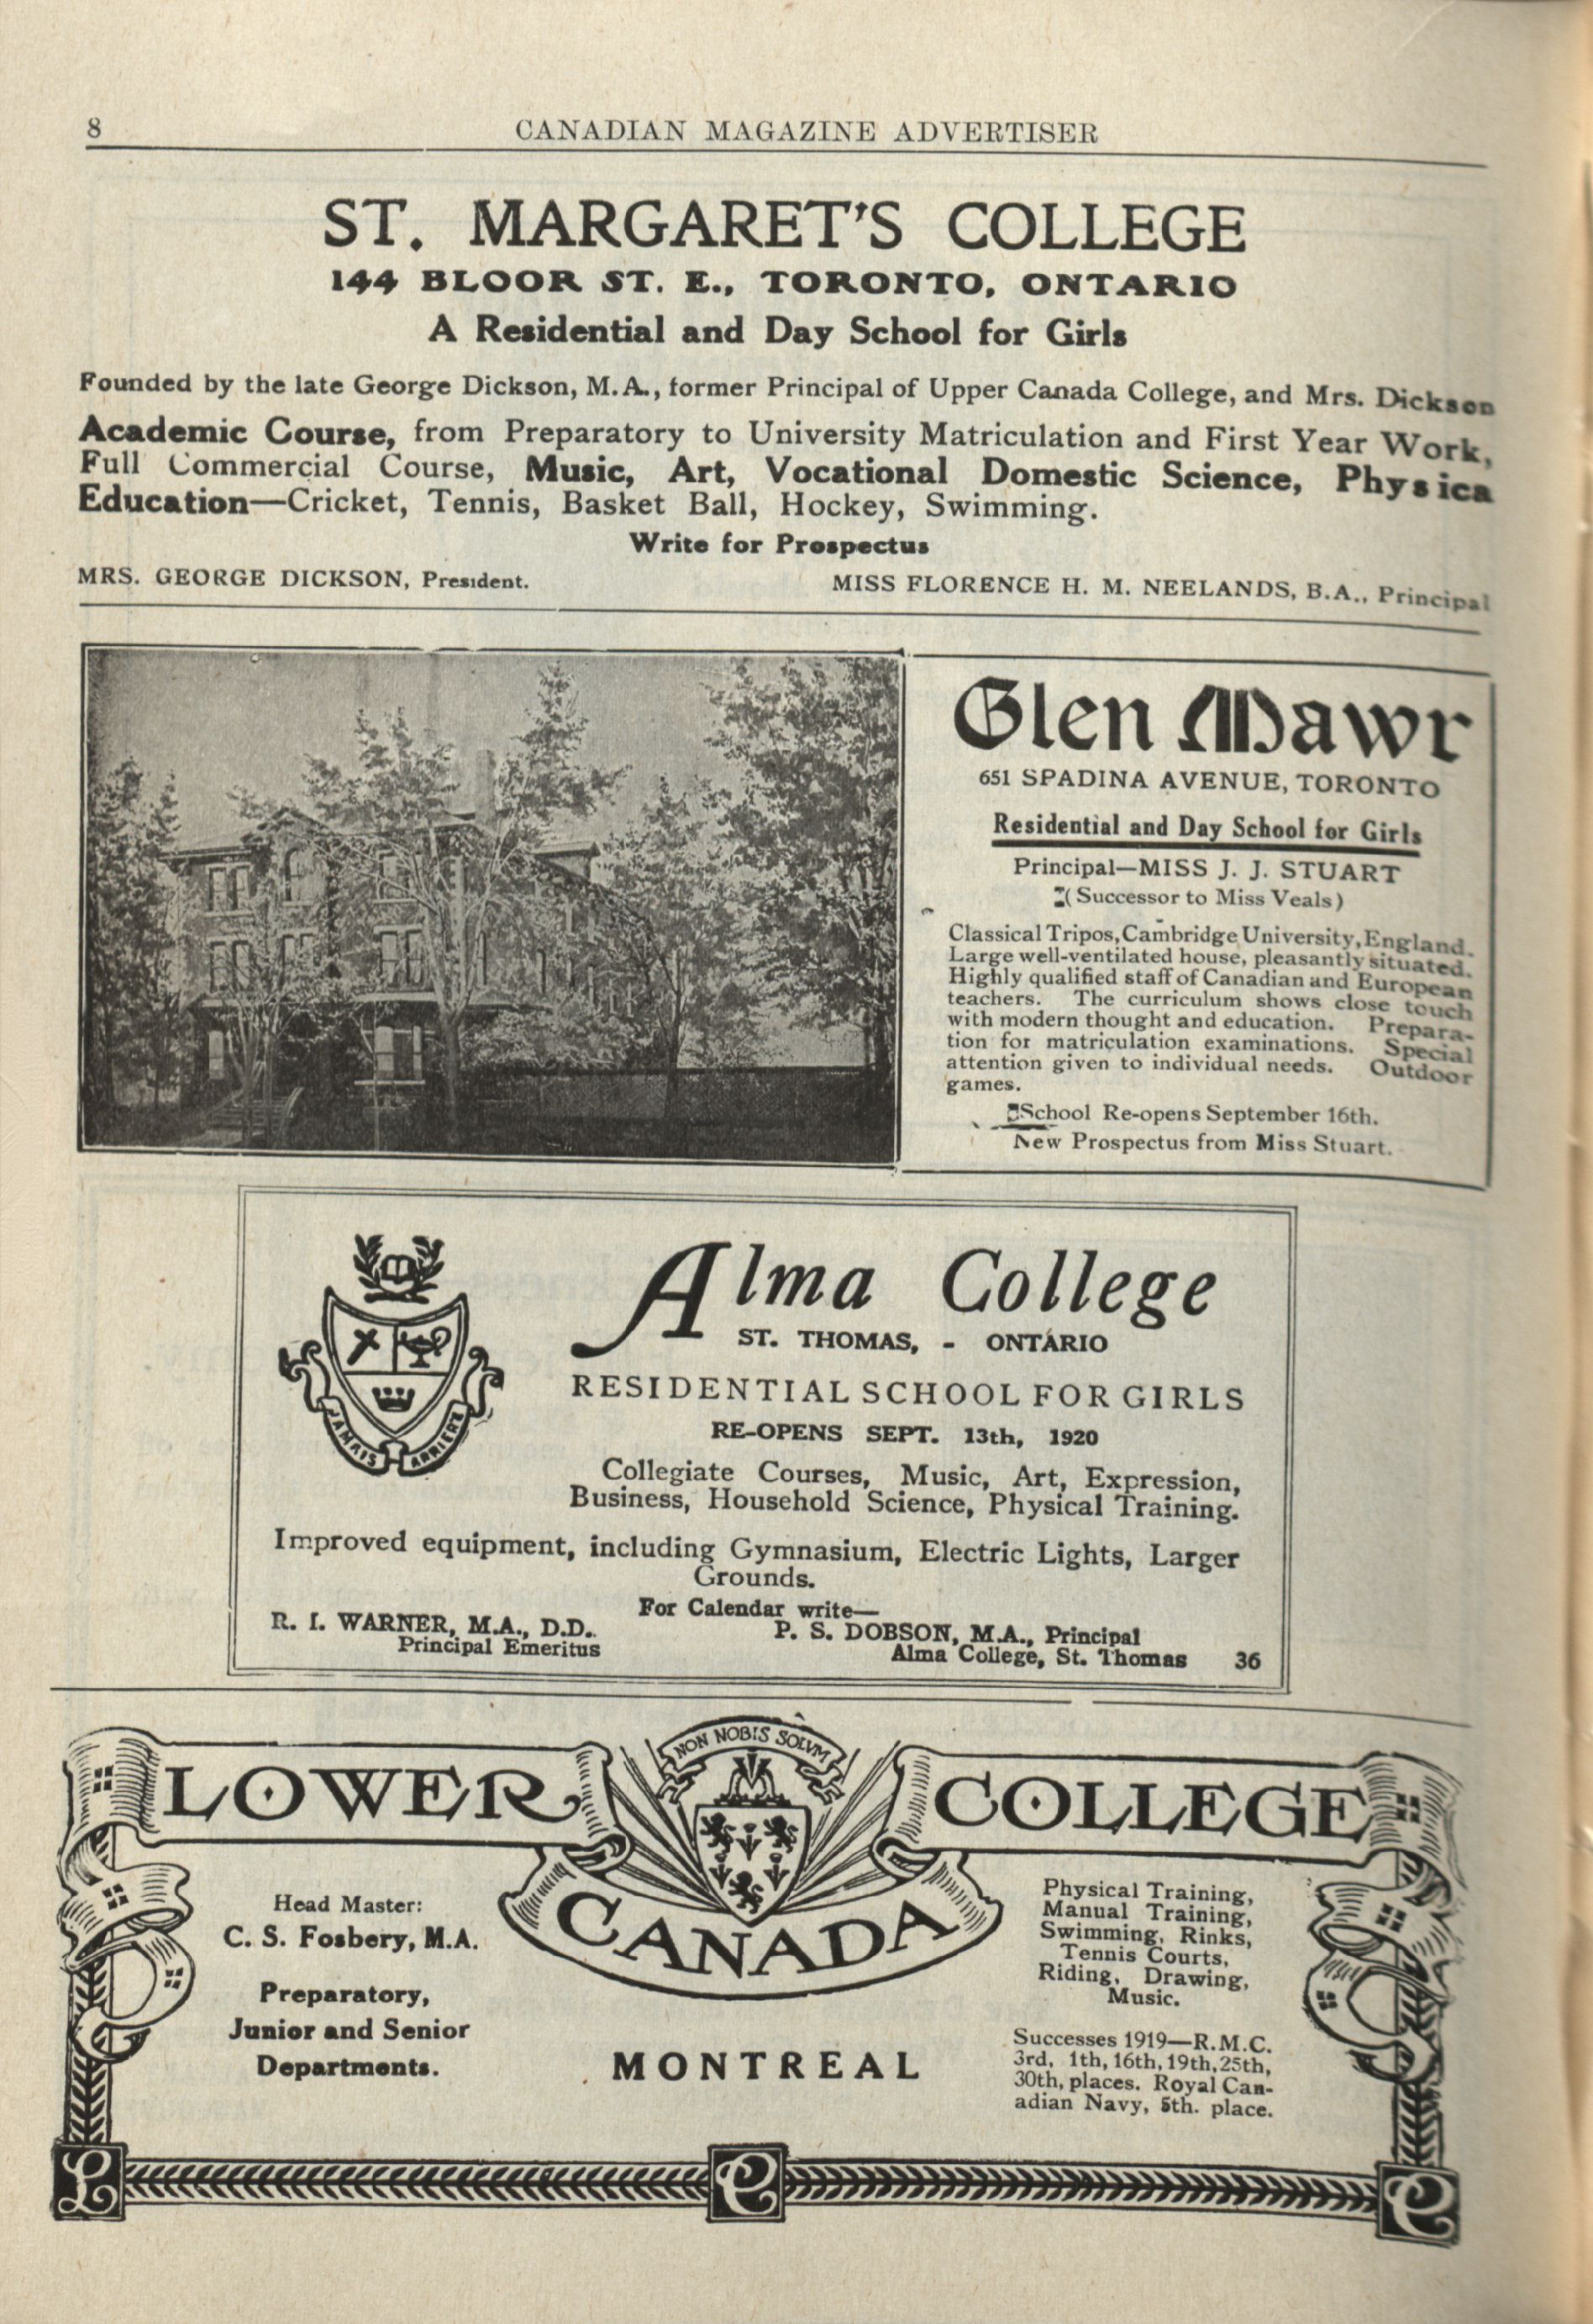 8
CANADIAN MAGAZINE ADVERTISER
ST. MARGARET'S COLLEGE
144 BLOOR ST. E., TORONTO, ONTARIO
A Residential and Day School for Girls
Founded by the late George Dickson, M.A., former Principal of Upper Canada College, and Mrs. Dickson
Academic Course, from Preparatory to University Matriculation and First Year Work,
Full Commercial Course, Music, Art, Vocational Domestic Science, Physica
Education—Cricket, Tennis, Basket Ball, Hockey, Swimming.
Write for Prospectus
MRS. GEORGE DICKSON, President.
MISS FLORENCE H. M. NEELANDS, B.A., Principal
Glen Mawr
651 SPADINA AVENUE, TORONTO
Residential and Day School for Girls
Principal—MISS J. J. STUART
(Successor to Miss Veals)
Classical Tripos, Cambridge University, England.
Large well-ventilated house, pleasantly situated.
Highly qualified staff of Canadian and European
teachers. The curriculum shows close touch
with modern thought and education. Prepara-
tion for matriculation examinations. Special
attention given to individual needs. Outdoor
games.
School Re-opens September 16th.
New Prospectus from Miss Stuart.
Alma College
ST. THOMAS, - ONTARIO
RESIDENTIAL SCHOOL FOR GIRLS
RE-OPENS SEPT. 13th, 1920
JAMAIS ARRIERE
Collegiate Courses, Music, Art, Expression,
Business, Household Science, Physical Training.
Improved equipment, including Gymnasium, Electric Lights, Larger
Grounds.
For Calendar write—
R. I. WARNER, M.A., D.D.
Principal Emeritus
P. S. DOBSON, M.A., Principal
Alma College, St. Thomas 36
NON NOBIS SOLVM
LOWER
CANADA
COLLEGE
Head Master:
C. S. Fosbery, M.A.
Preparatory,
Junior and Senior
Departments.
MONTREAL
Physical Training,
Manual Training,
Swimming, Rinks,
Tennis Courts,
Riding, Drawing,
Music.
Successes 1919—R.M.C.
3rd, 1th, 16th, 19th, 25th,
30th, places. Royal Can-
adian Navy, 5th. place.
L C C